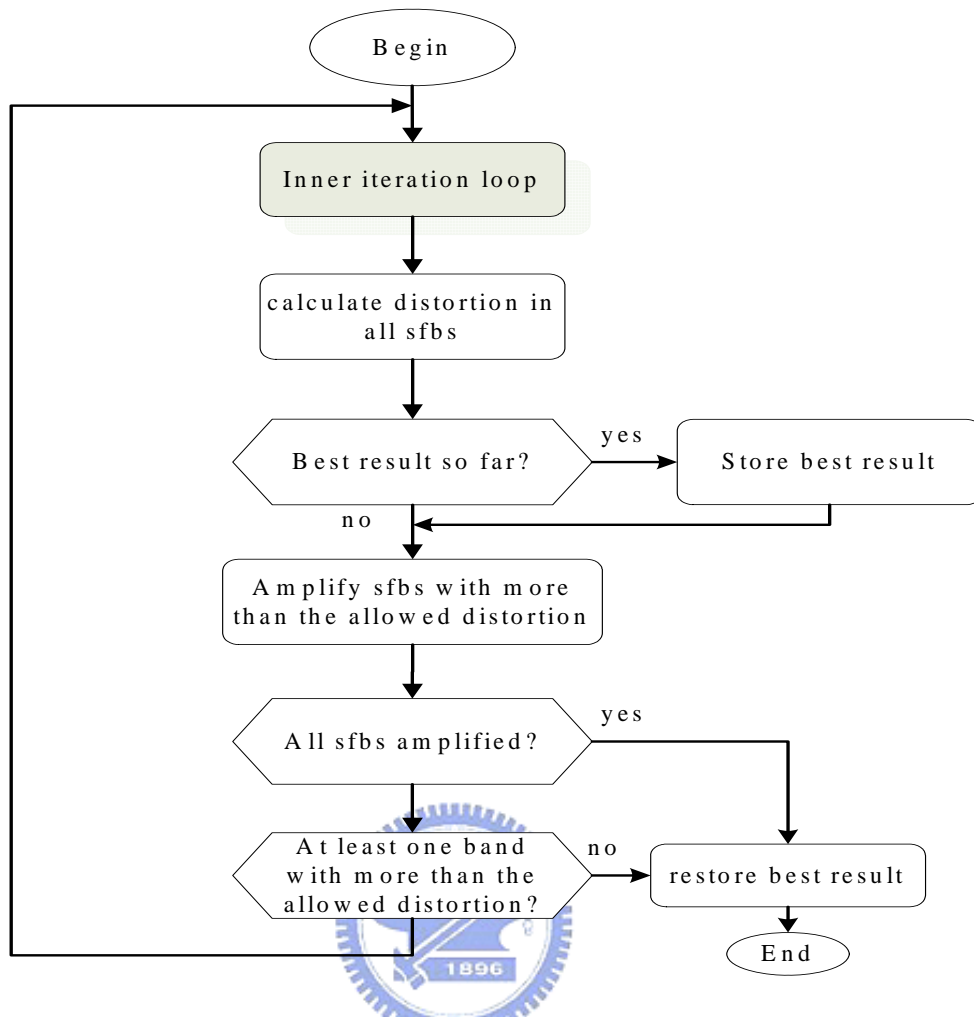 Begin
Inner iteration loop
calculate distortion in
all sfbs
Best result so far?
yes
Store best result
no
Amplify sfbs with more
than the allowed distortion
All sfbs amplified?
yes
At least one band
with more than the
allowed distortion?
no
restore best result
End
1896